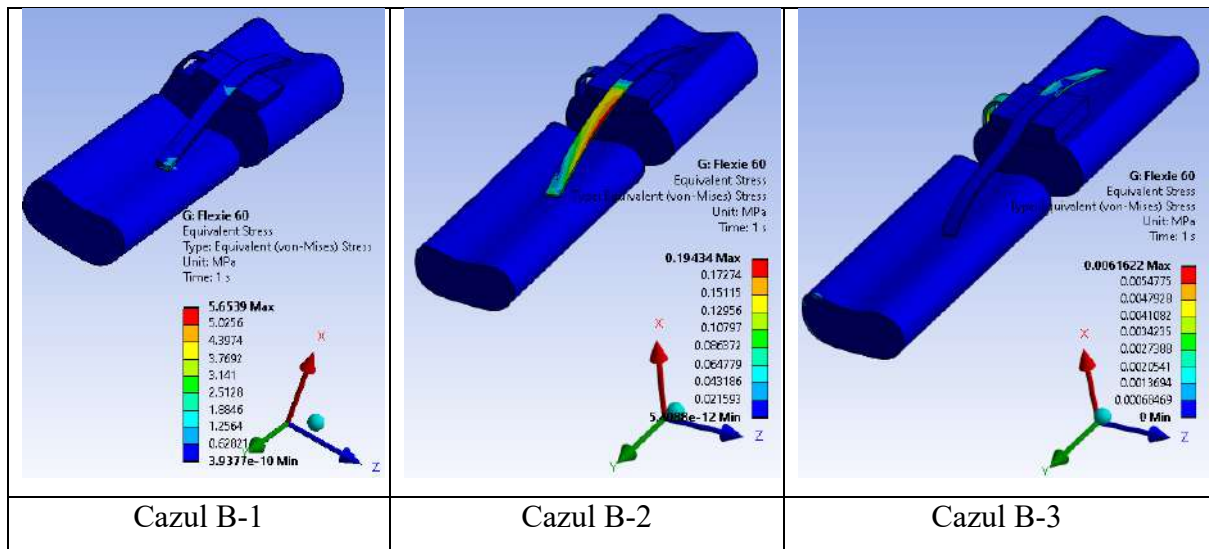 G: Flexie 60
Equivalent Stress
Type: Equivalent (von-Mises) Stress
Unit: MPa
Time: 1 s
5.6539 Max
5.0256
4.3974
3.7692
3.141
2.5128
1.8846
1.2564
0.62821
3.9377e-10 Min
X
Y
Z
G: Flexie 60
Equivalent Stress
Type: Equivalent (von-Mises) Stress
Unit: MPa
Time: 1 s
0.19434 Max
0.17274
0.15115
0.12956
0.10797
0.086372
0.064779
0.043186
0.021593
e-12 Min
X
Y
Z
G: Flexie 60
Equivalent Stress
Type: Equivalent (von-Mises) Stress
Unit: MPa
Time: 1 s
0.0061622 Max
0.0054775
0.0047928
0.0041082
0.0034235
0.0027388
0.0020541
0.0013694
0.00068469
0 Min
X
Y
Z
Cazul B-1
Cazul B-2
Cazul B-3